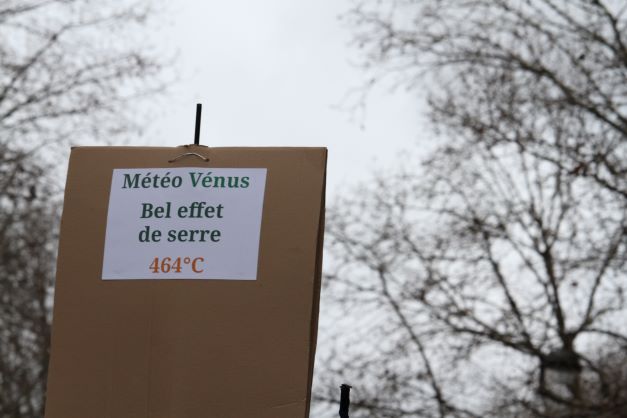 Météo Vénus
Bel effet
de serre
464°C